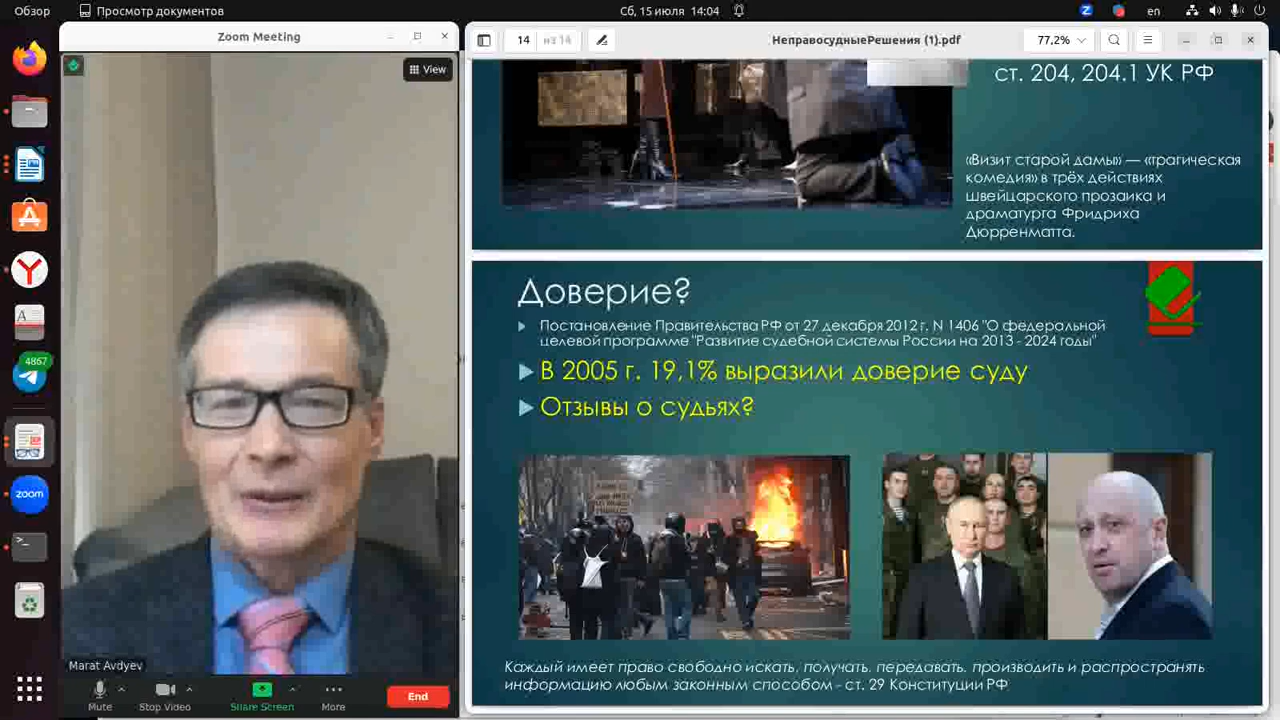 Обзор
Просмотр документов
Сб, 15 июля 14:04
en
Zoom Meeting
View
4867
zoom
Marat Avdyev
Mute
Stop Video
Share Screen
More
End
14
из 14
НеправосудныеРешения (1).pdf
77,2%
ст. 204, 204.1 УК РФ
«Визит старой дамы» — «трагическая
комедия» в трёх действиях
швейцарского прозаика и
драматурга Фридриха
Дюрренматта.
Доверие?
Постановление Правительства РФ от 27 декабря 2012 г. N 1406 "О федеральной
целевой программе "Развитие судебной системы России на 2013 - 2024 годы"
В 2005 г. 19,1% выразили доверие суду
Отзывы о судьях?
Каждый имеет право свободно искать, получать, передавать, производить и распространять
информацию любым законным способом - ст. 29 Конституции РФ